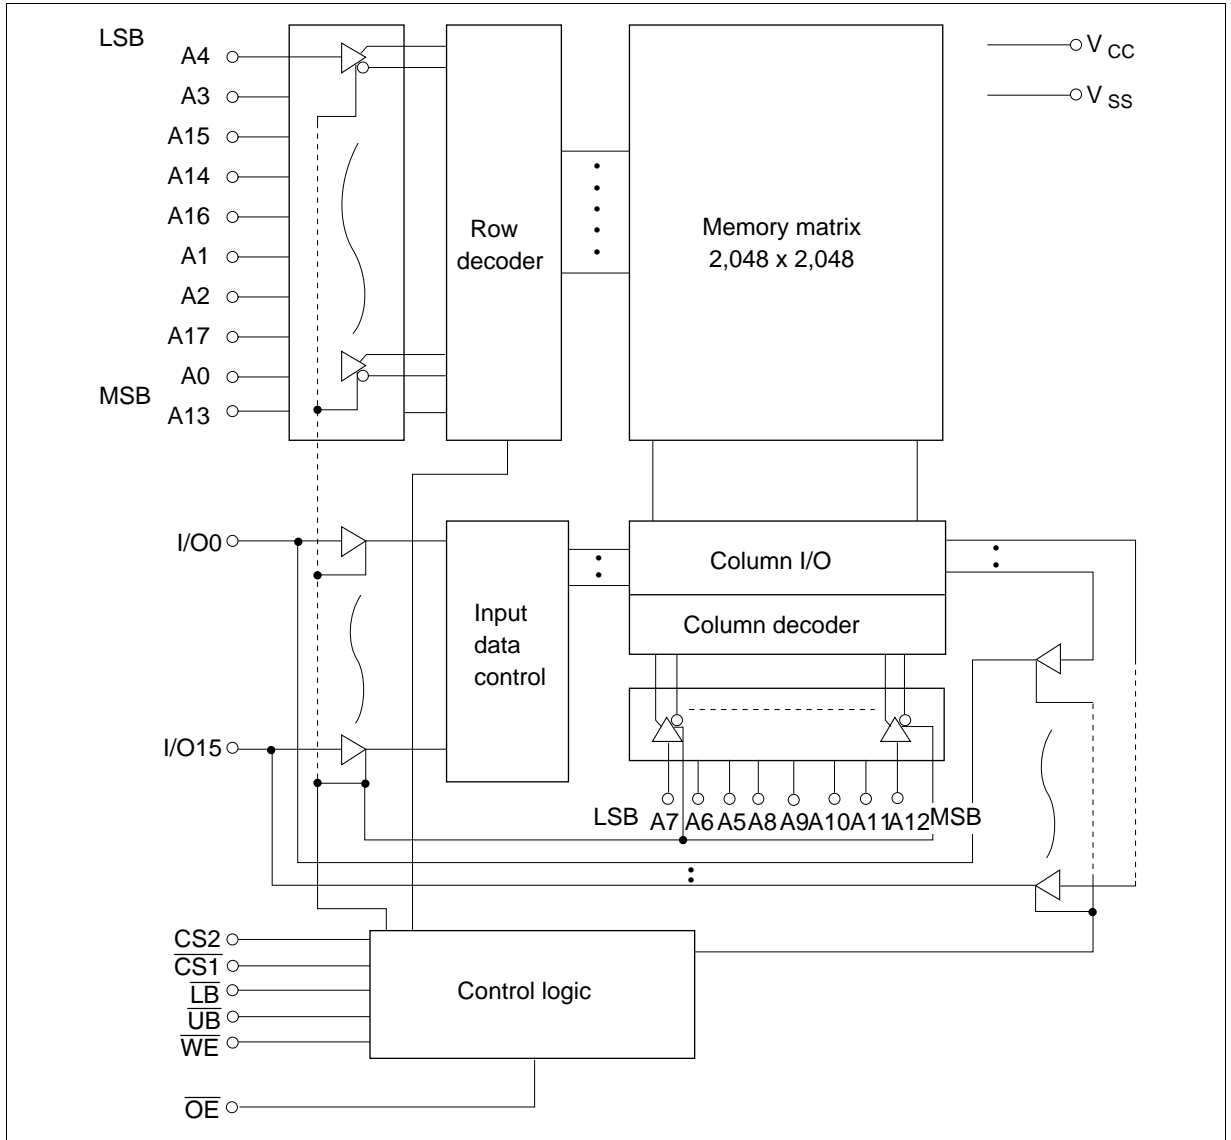 LSB
A4
A3
A15
A14
A16
A1
A2
A17
A0
MSB
A13
Row
decoder
Memory matrix
2,048 x 2,048
V CC
V SS
I/O0
I/O15
Input
data
control
Column I/O
Column decoder
LSB A7 A6 A5 A8 A9 A10 A11 A12 MSB
CS2
CS1
LB
UB
WE
OE
Control logic